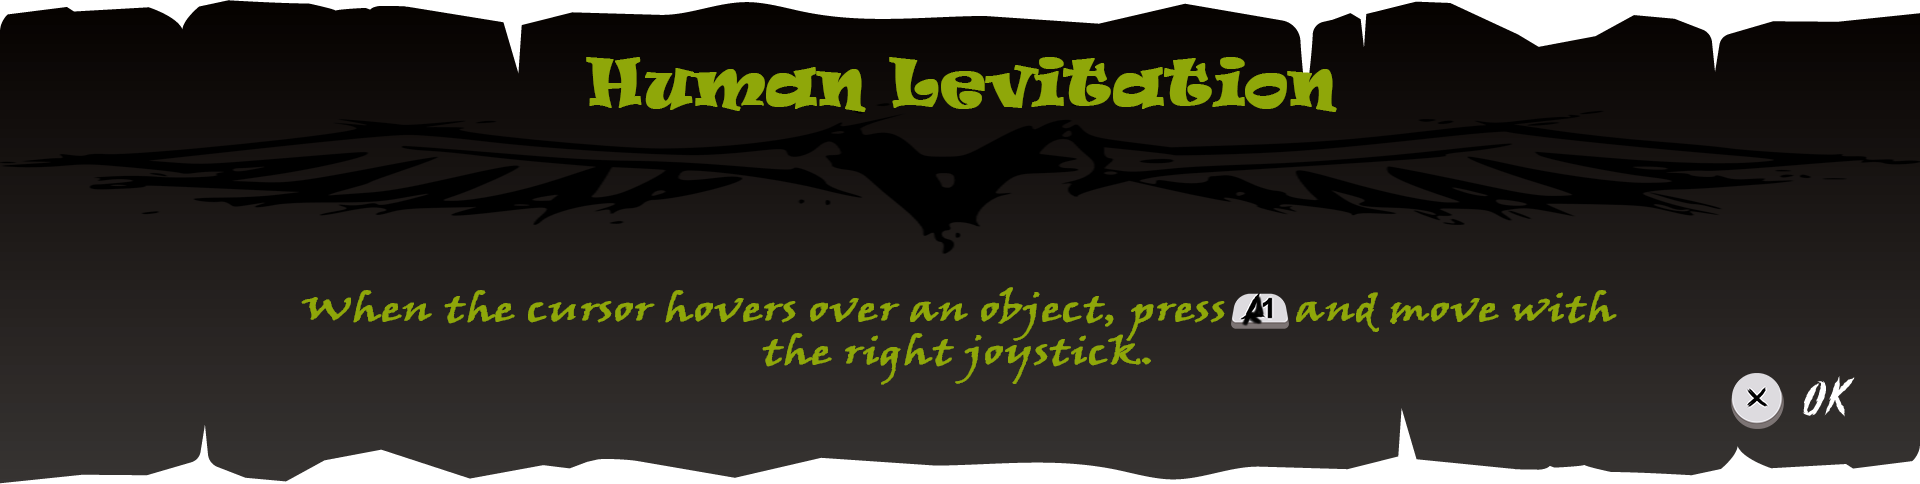 Human Levitation
When the cursor hovers over an object, press R1 and move with
the right joystick..
OK